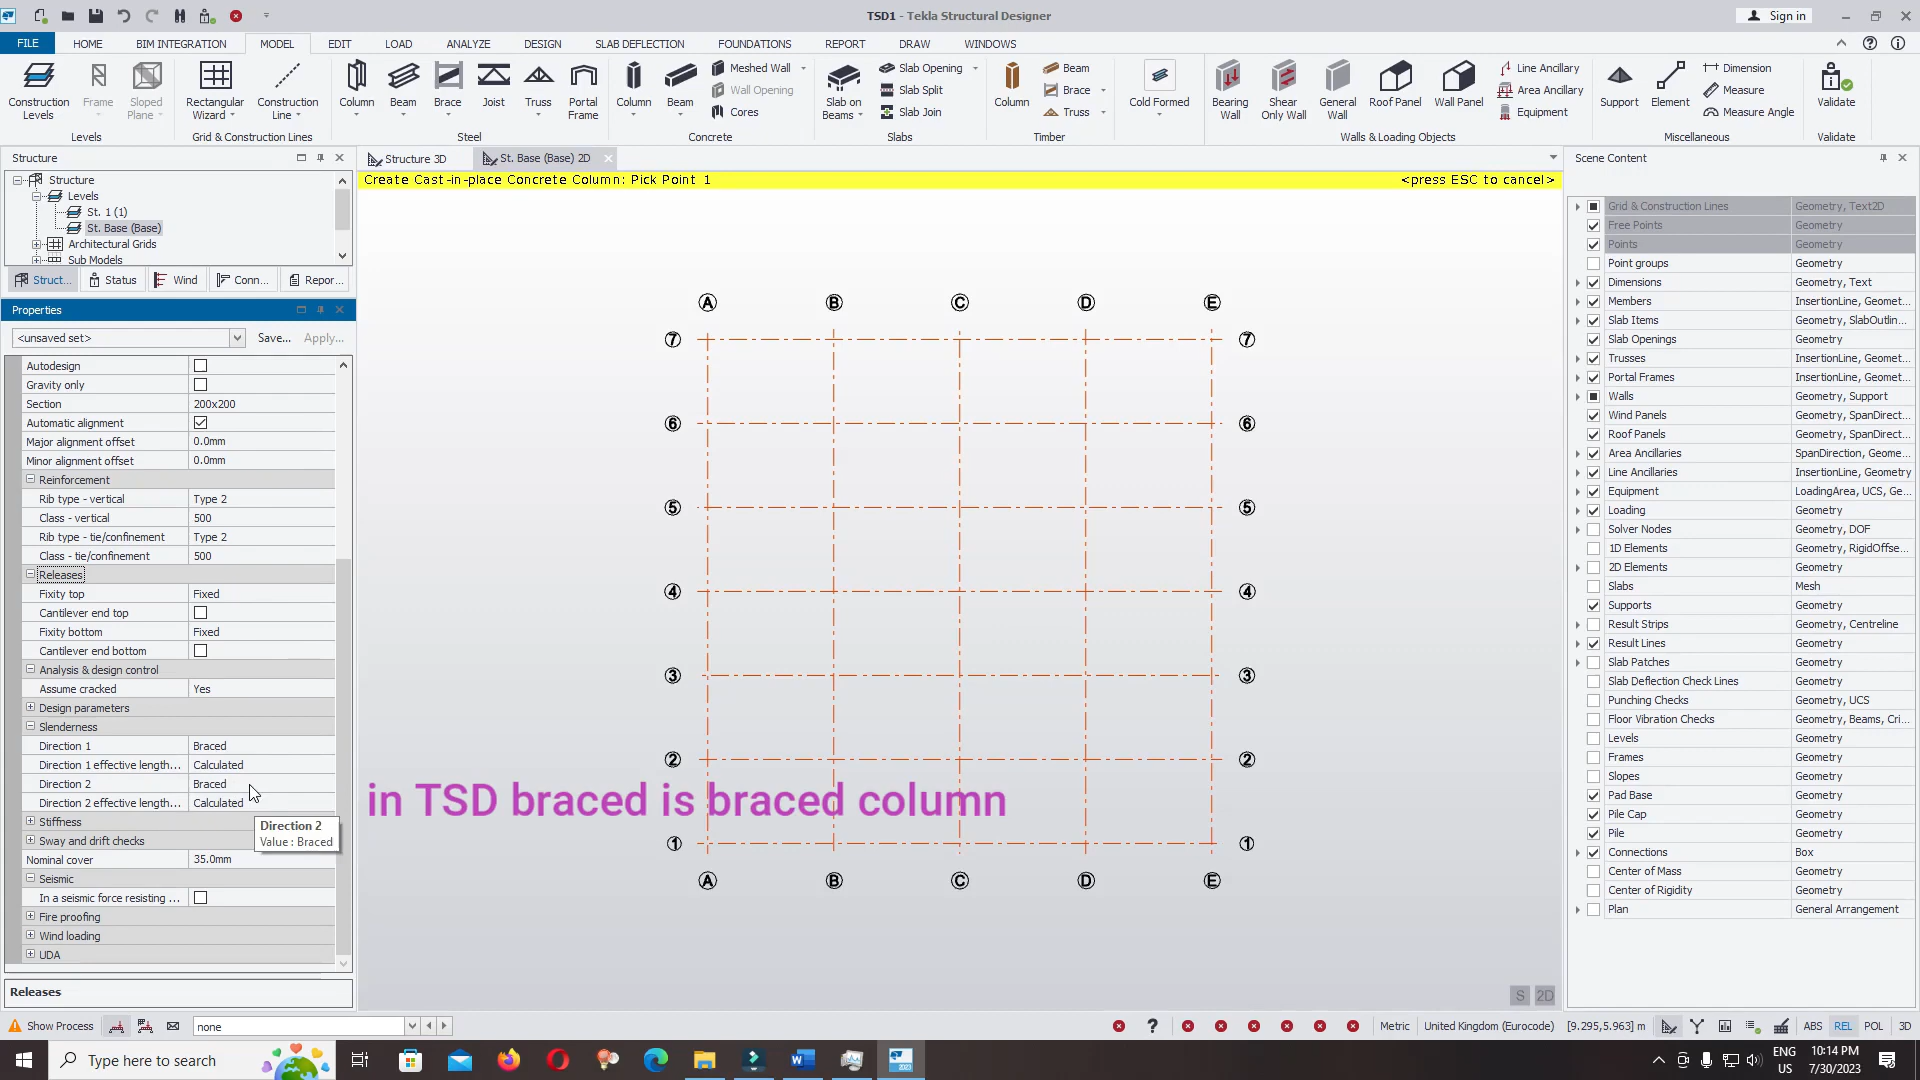 TSD1 - Tekla Structural Designer
Sign in
FILE HOME BIM INTEGRATION MODEL EDIT LOAD ANALYZE DESIGN SLAB DEFLECTION FOUNDATIONS REPORT DRAW WINDOWS
Construction Levels
Frame
Sloped Plane
Levels
Rectangular Wizard
Construction Line
Grid & Construction Lines
Column
Beam
Brace
Joist
Truss
Portal Frame
Steel
Column
Beam
Meshed Wall
Wall Opening
Cores
Concrete
Slab on Beams
Slab Opening
Slab Split
Slab Join
Slabs
Column
Beam
Brace
Truss
Timber
Cold Formed
Bearing Wall
Shear Only Wall
General Wall
Roof Panel
Wall Panel
Line Ancillary
Area Ancillary
Equipment
Walls & Loading Objects
Support
Element
Dimension
Measure
Measure Angle
Miscellaneous
Validate
Validate
Structure
Structure
Levels
St. 1 (1)
St. Base (Base)
Architectural Grids
Sub Models
Struct... Status Wind Conn... Repor...
Properties
<unsaved set> Save... Apply...
Autodesign
Gravity only
Section 200x200
Automatic alignment
Major alignment offset 0.0mm
Minor alignment offset 0.0mm
Reinforcement
Rib type - vertical Type 2
Class - vertical 500
Rib type - tie/confinement Type 2
Class - tie/confinement 500
Releases
Fixity top Fixed
Cantilever end top
Fixity bottom Fixed
Cantilever end bottom
Analysis & design control
Assume cracked Yes
Design parameters
Slenderness
Direction 1 Braced
Direction 1 effective length... Calculated
Direction 2 Braced
Direction 2 effective length... Calculated
Stiffness
Sway and drift checks
Nominal cover 35.0mm
Seismic
In a seismic force resisting ...
Fire proofing
Wind loading
UDA
Direction 2
Value : Braced
Releases
Structure 3D St. Base (Base) 2D
Create Cast-in-place Concrete Column: Pick Point 1 <press ESC to cancel>
A B C D E
7 7
6 6
5 5
4 4
3 3
2 2
in TSD braced is braced column
1 1
A B C D E
S 2D
Scene Content
Grid & Construction Lines Geometry, Text2D
Free Points Geometry
Points Geometry
Point groups Geometry
Dimensions Geometry, Text
Members InsertionLine, Geomet...
Slab Items Geometry, SlabOutlin...
Slab Openings Geometry
Trusses InsertionLine, Geomet...
Portal Frames InsertionLine, Geomet...
Walls Geometry, Support
Wind Panels Geometry, SpanDirect...
Roof Panels Geometry, SpanDirect...
Area Ancillaries SpanDirection, Geome...
Line Ancillaries InsertionLine, Geometry
Equipment LoadingArea, UCS, Ge...
Loading Geometry
Solver Nodes Geometry, DOF
1D Elements Geometry, RigidOffse...
2D Elements Geometry
Slabs Mesh
Supports Geometry
Result Strips Geometry, Centreline
Result Lines Geometry
Slab Patches Geometry
Slab Deflection Check Lines Geometry
Punching Checks Geometry, UCS
Floor Vibration Checks Geometry, Beams, Cri...
Levels Geometry
Frames Geometry
Slopes Geometry
Pad Base Geometry
Pile Cap Geometry
Pile Geometry
Connections Box
Center of Mass Geometry
Center of Rigidity Geometry
Plan General Arrangement
Show Process none Metric United Kingdom (Eurocode) [9.295,5.963] m ABS REL POL 3D
Type here to search
ENG
US
10:14 PM
7/30/2023